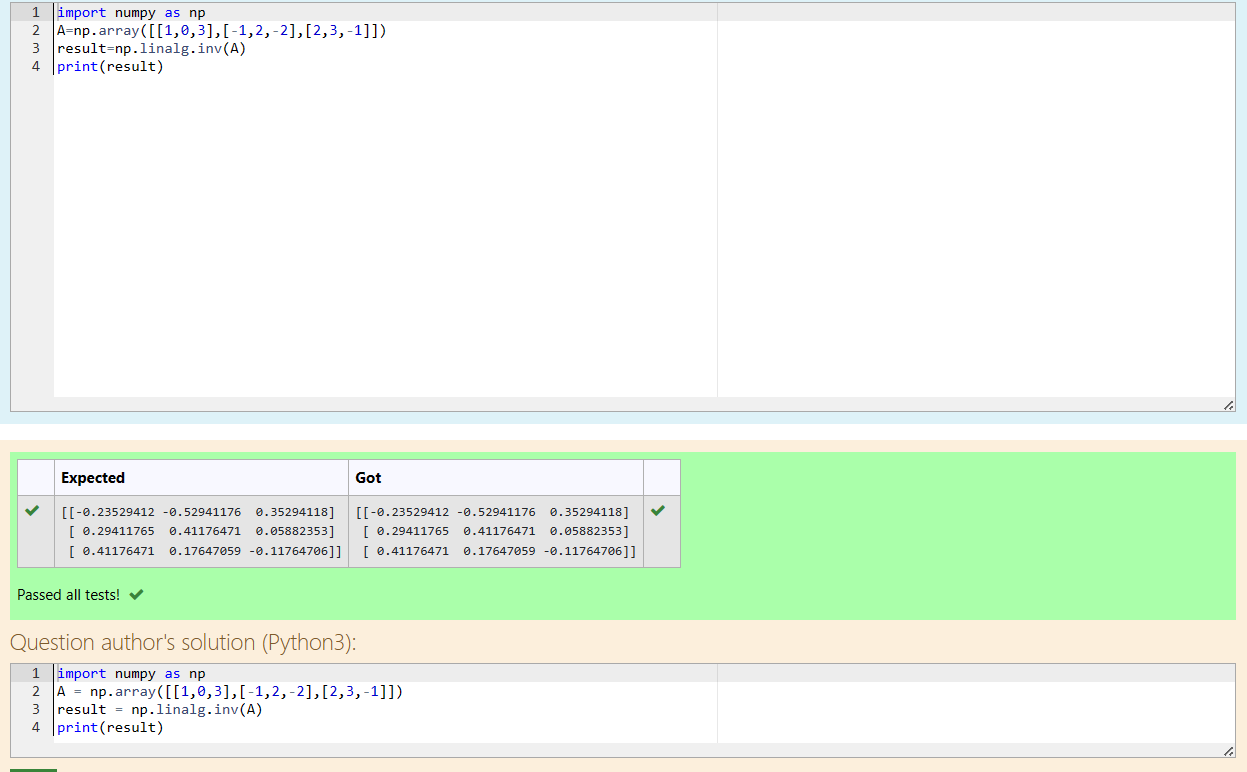 1 import numpy as np
2 A=np.array([[1,0,3],[-1,2,-2],[2,3,-1]])
3 result=np.linalg.inv(A)
4 print(result)
Expected Got
[[-0.23529412 -0.52941176  0.35294118] [[-0.23529412 -0.52941176  0.35294118]
[ 0.29411765  0.41176471  0.05882353] [ 0.29411765  0.41176471  0.05882353]
[ 0.41176471  0.17647059 -0.11764706]] [ 0.41176471  0.17647059 -0.11764706]]
Passed all tests!
Question author's solution (Python3):
1 import numpy as np
2 A = np.array([[1,0,3],[-1,2,-2],[2,3,-1]])
3 result = np.linalg.inv(A)
4 print(result)